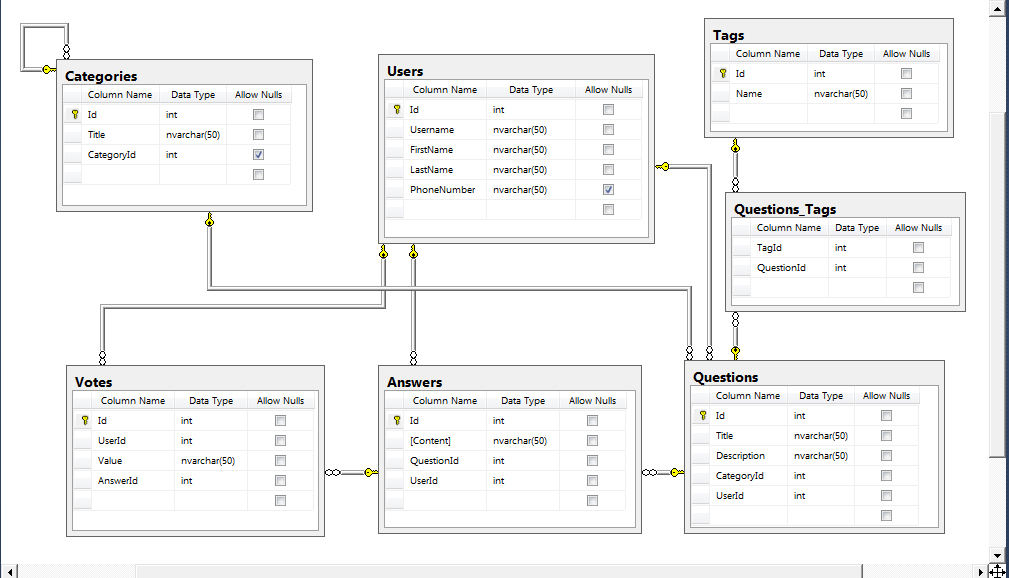 Categories
Column Name Data Type Allow Nulls
Id int
Title nvarchar(50)
CategoryId int
Users
Column Name Data Type Allow Nulls
Id int
Username nvarchar(50)
FirstName nvarchar(50)
LastName nvarchar(50)
PhoneNumber nvarchar(50)
Tags
Column Name Data Type Allow Nulls
Id int
Name nvarchar(50)
Questions_Tags
Column Name Data Type Allow Nulls
TagId int
QuestionId int
Votes
Column Name Data Type Allow Nulls
Id int
UserId int
Value nvarchar(50)
AnswerId int
Answers
Column Name Data Type Allow Nulls
Id int
[Content] nvarchar(50)
QuestionId int
UserId int
Questions
Column Name Data Type Allow Nulls
Id int
Title nvarchar(50)
Description nvarchar(50)
CategoryId int
UserId int